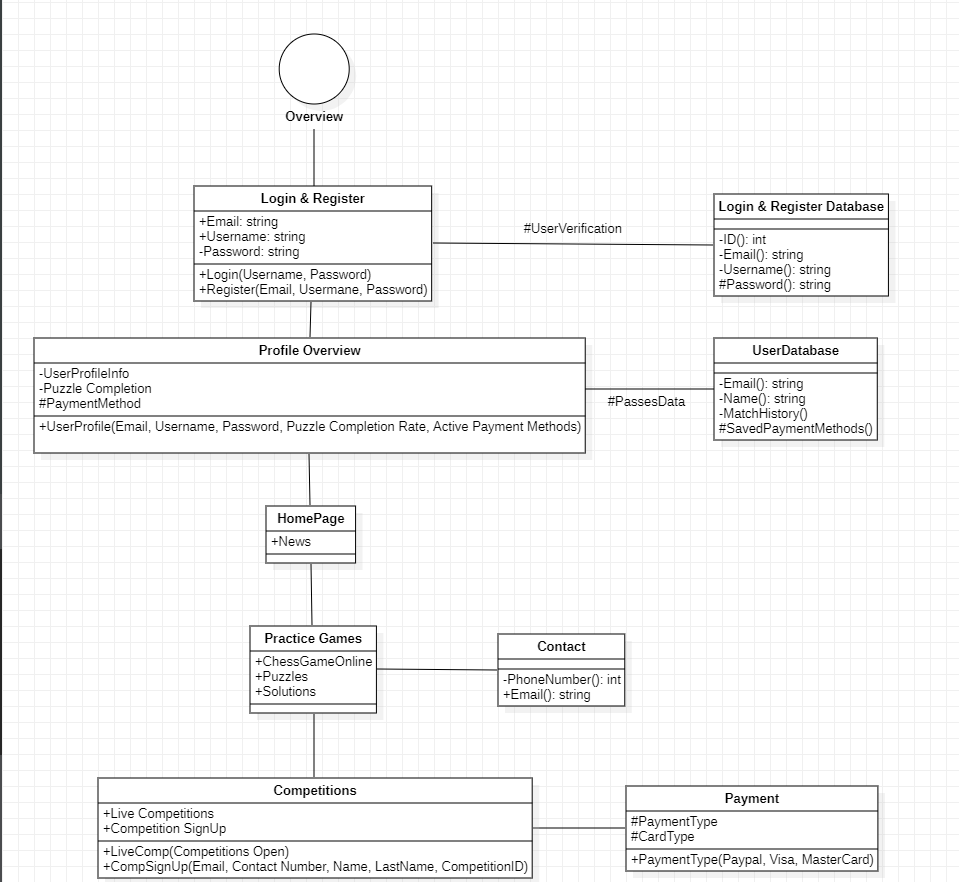 Overview
Login & Register
+Email: string
+Username: string
-Password: string
+Login(Username, Password)
+Register(Email, Usermane, Password)
#UserVerification
Login & Register Database
-ID(): int
-Email(): string
-Username(): string
#Password(): string
Profile Overview
-UserProfileInfo
-Puzzle Completion
#PaymentMethod
+UserProfile(Email, Username, Password, Puzzle Completion Rate, Active Payment Methods)
#PassesData
UserDatabase
-Email(): string
-Name(): string
-MatchHistory()
#SavedPaymentMethods()
HomePage
+News
Practice Games
+ChessGameOnline
+Puzzles
+Solutions
Contact
-PhoneNumber(): int
+Email(): string
Competitions
+Live Competitions
+Competition SignUp
+LiveComp(Competitions Open)
+CompSignUp(Email, Contact Number, Name, LastName, CompetitionID)
Payment
#PaymentType
#CardType
+PaymentType(Paypal, Visa, MasterCard)